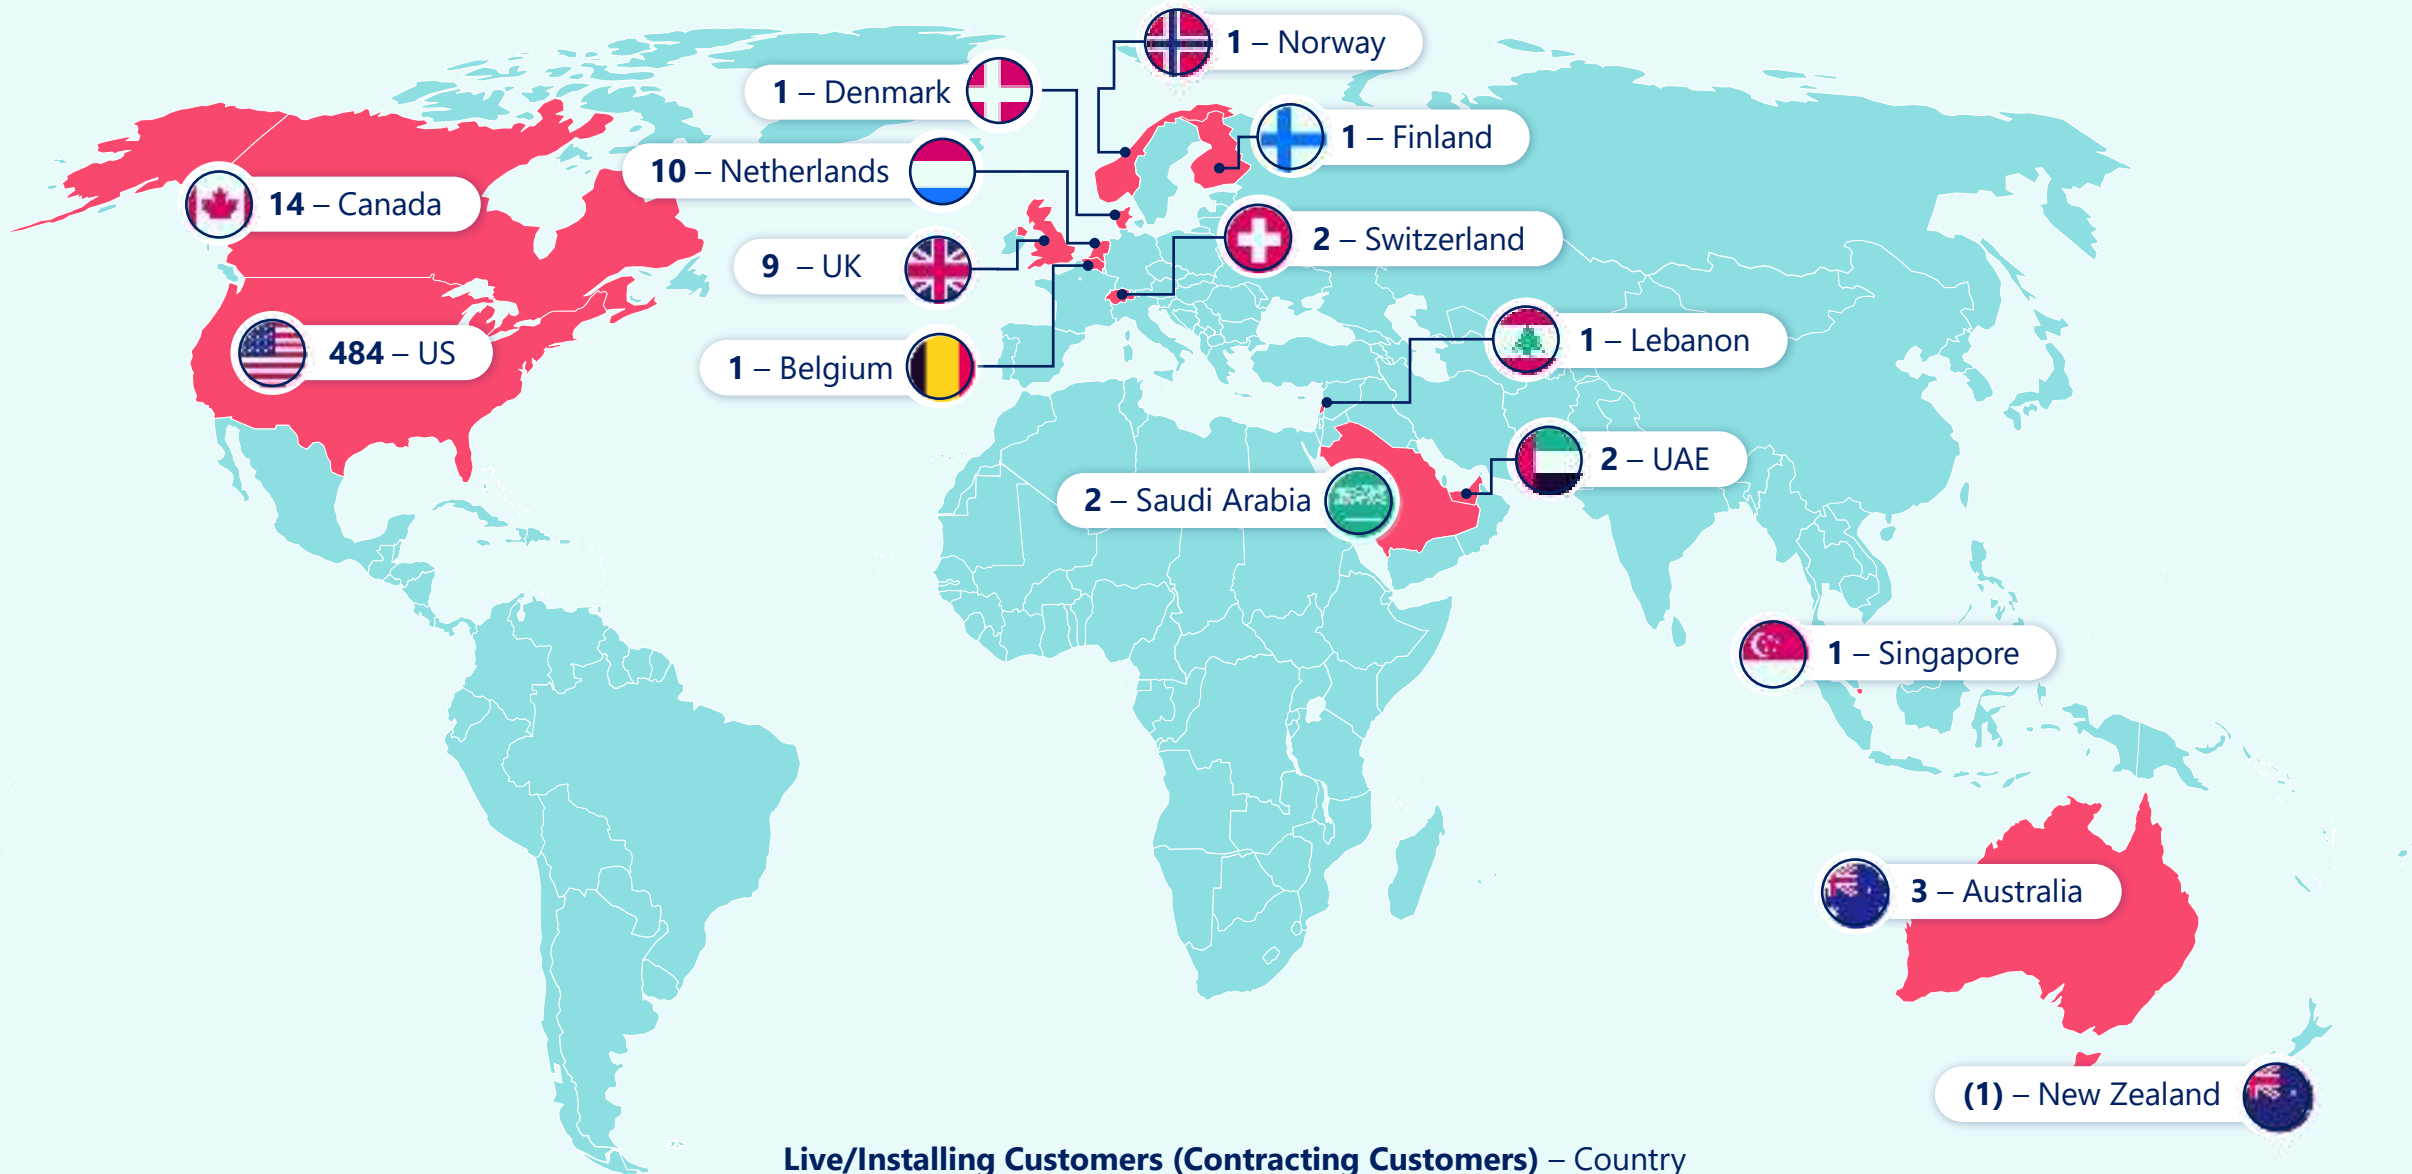 1 – Norway
1 – Denmark
1 – Finland
10 – Netherlands
14 – Canada
2 – Switzerland
9 – UK
1 – Lebanon
484 – US
1 – Belgium
2 – UAE
2 – Saudi Arabia
1 – Singapore
3 – Australia
(1) – New Zealand
Live/Installing Customers (Contracting Customers) – Country